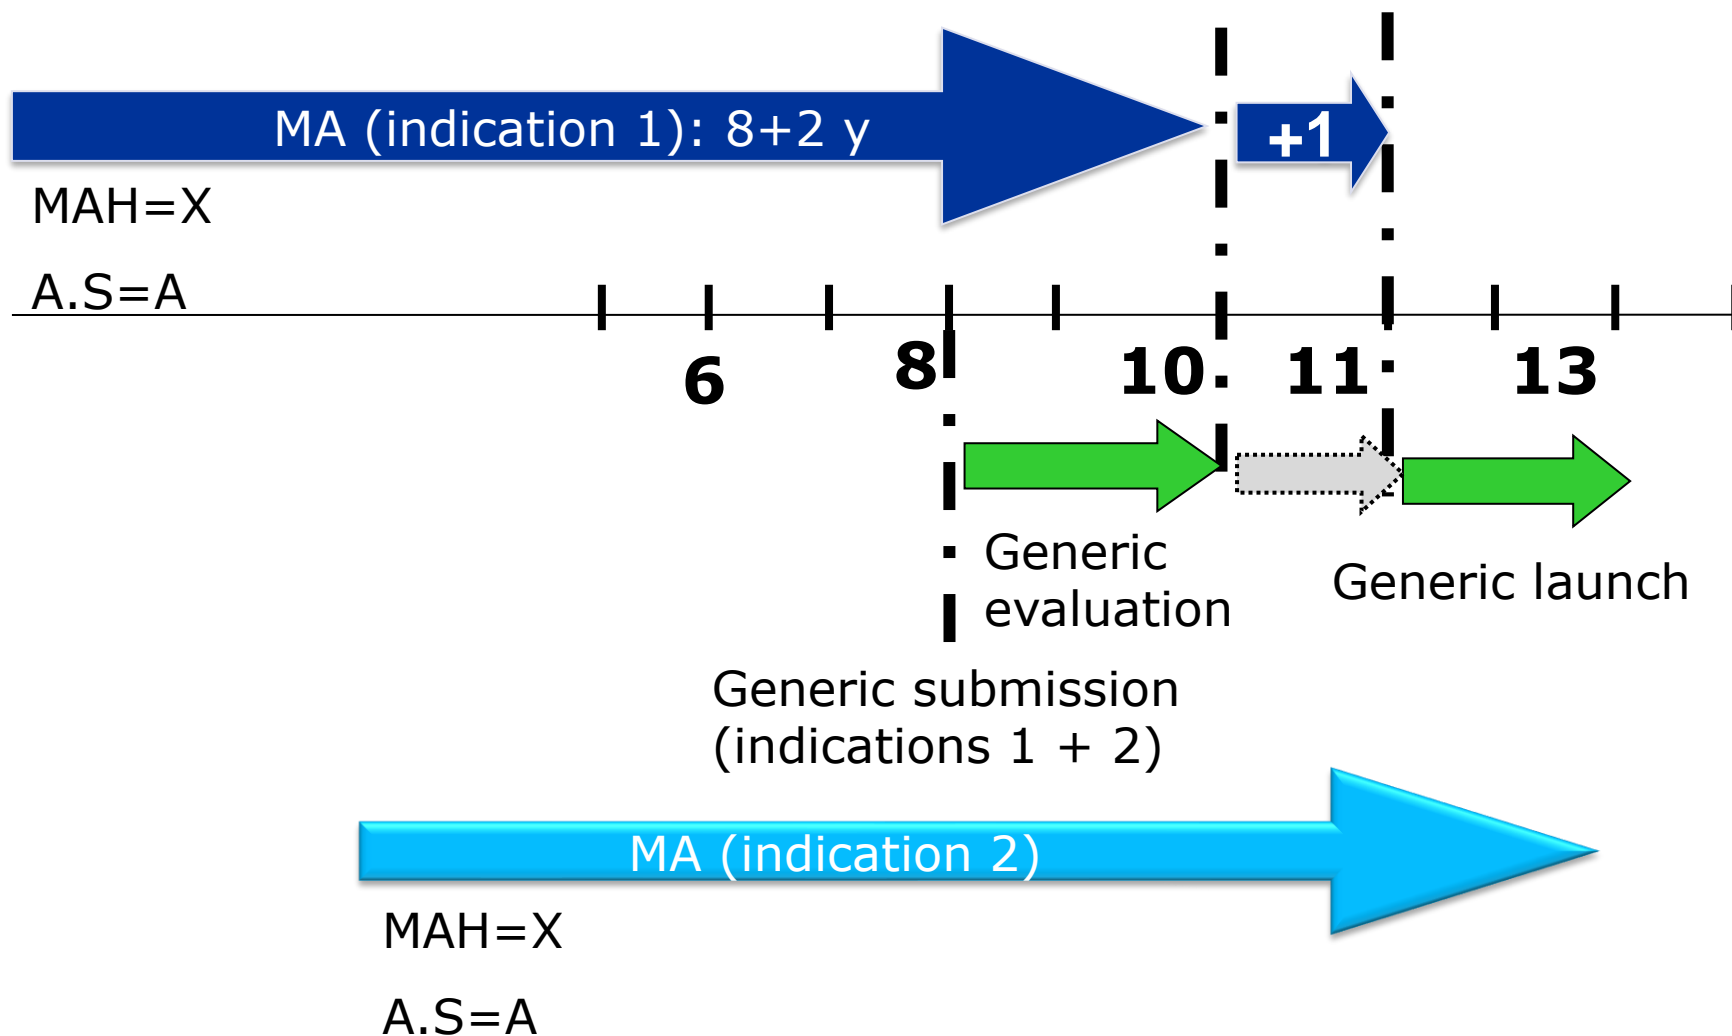 MA (indication 1): 8+2 y
+1
MAH=X
A.S=A
6
8
10
11
13
Generic
evaluation
Generic launch
Generic submission
(indications 1 + 2)
MA (indication 2)
MAH=X
A.S=A